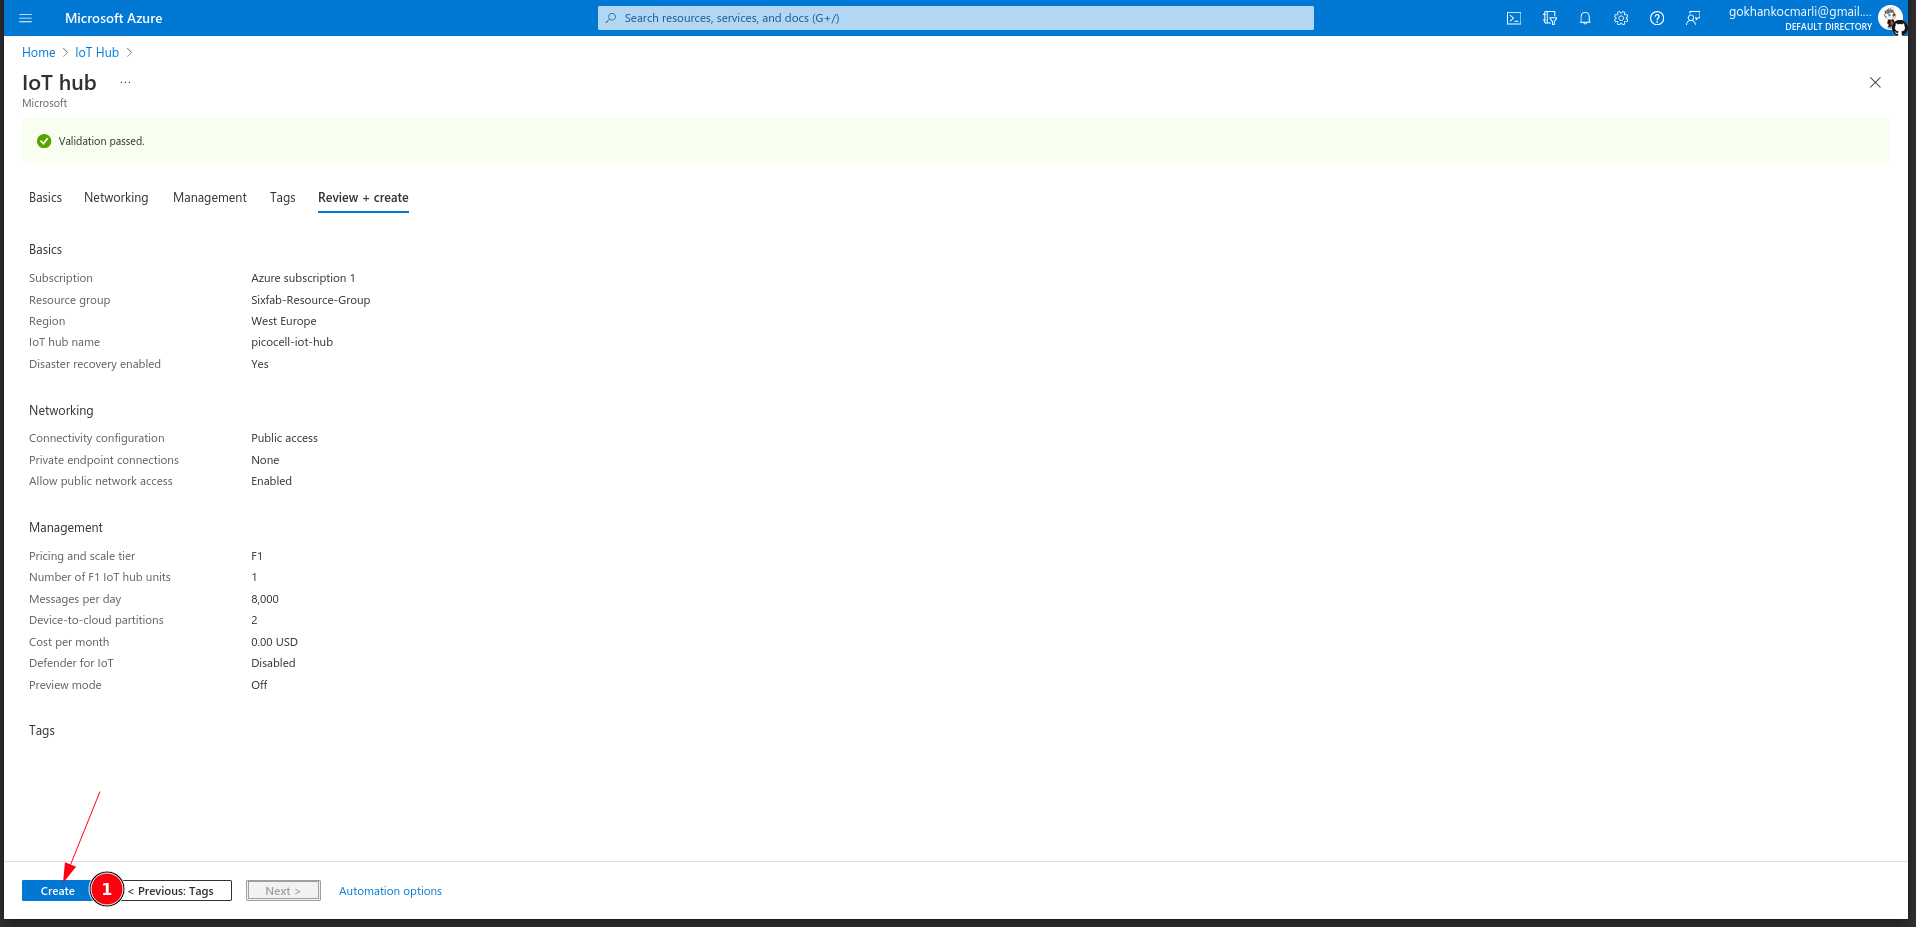 Microsoft Azure
Search resources, services, and docs (G+/)
gokhankocmarli@gmail....
DEFAULT DIRECTORY
Home > IoT Hub >
IoT hub ...
Microsoft
Validation passed.
Basics Networking Management Tags Review + create
Basics
Subscription Azure subscription 1
Resource group Sixfab-Resource-Group
Region West Europe
IoT hub name picocell-iot-hub
Disaster recovery enabled Yes
Networking
Connectivity configuration Public access
Private endpoint connections None
Allow public network access Enabled
Management
Pricing and scale tier F1
Number of F1 IoT hub units 1
Messages per day 8,000
Device-to-cloud partitions 2
Cost per month 0.00 USD
Defender for IoT Disabled
Preview mode Off
Tags
Create 1 < Previous: Tags Next > Automation options